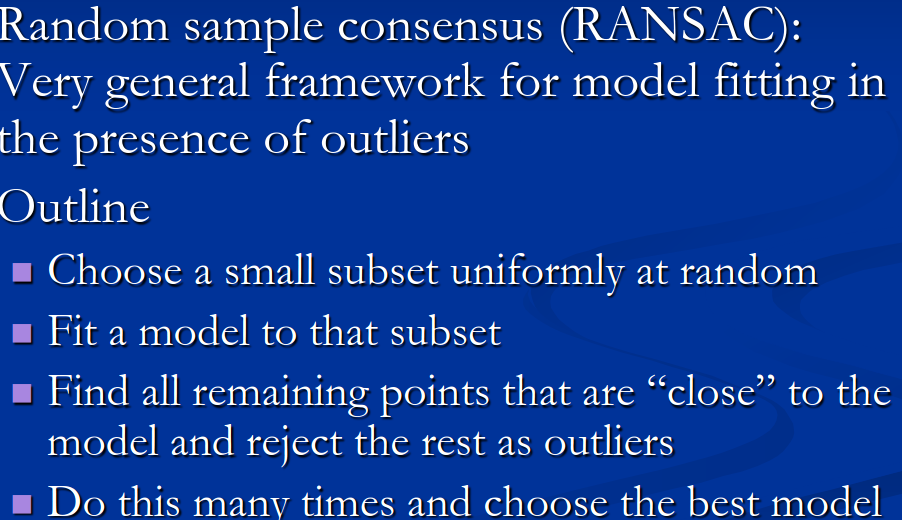 Random sample consensus (RANSAC):
Very general framework for model fitting in
the presence of outliers
Outline
Choose a small subset uniformly at random
Fit a model to that subset
Find all remaining points that are “close” to the
model and reject the rest as outliers
Do this many times and choose the best model